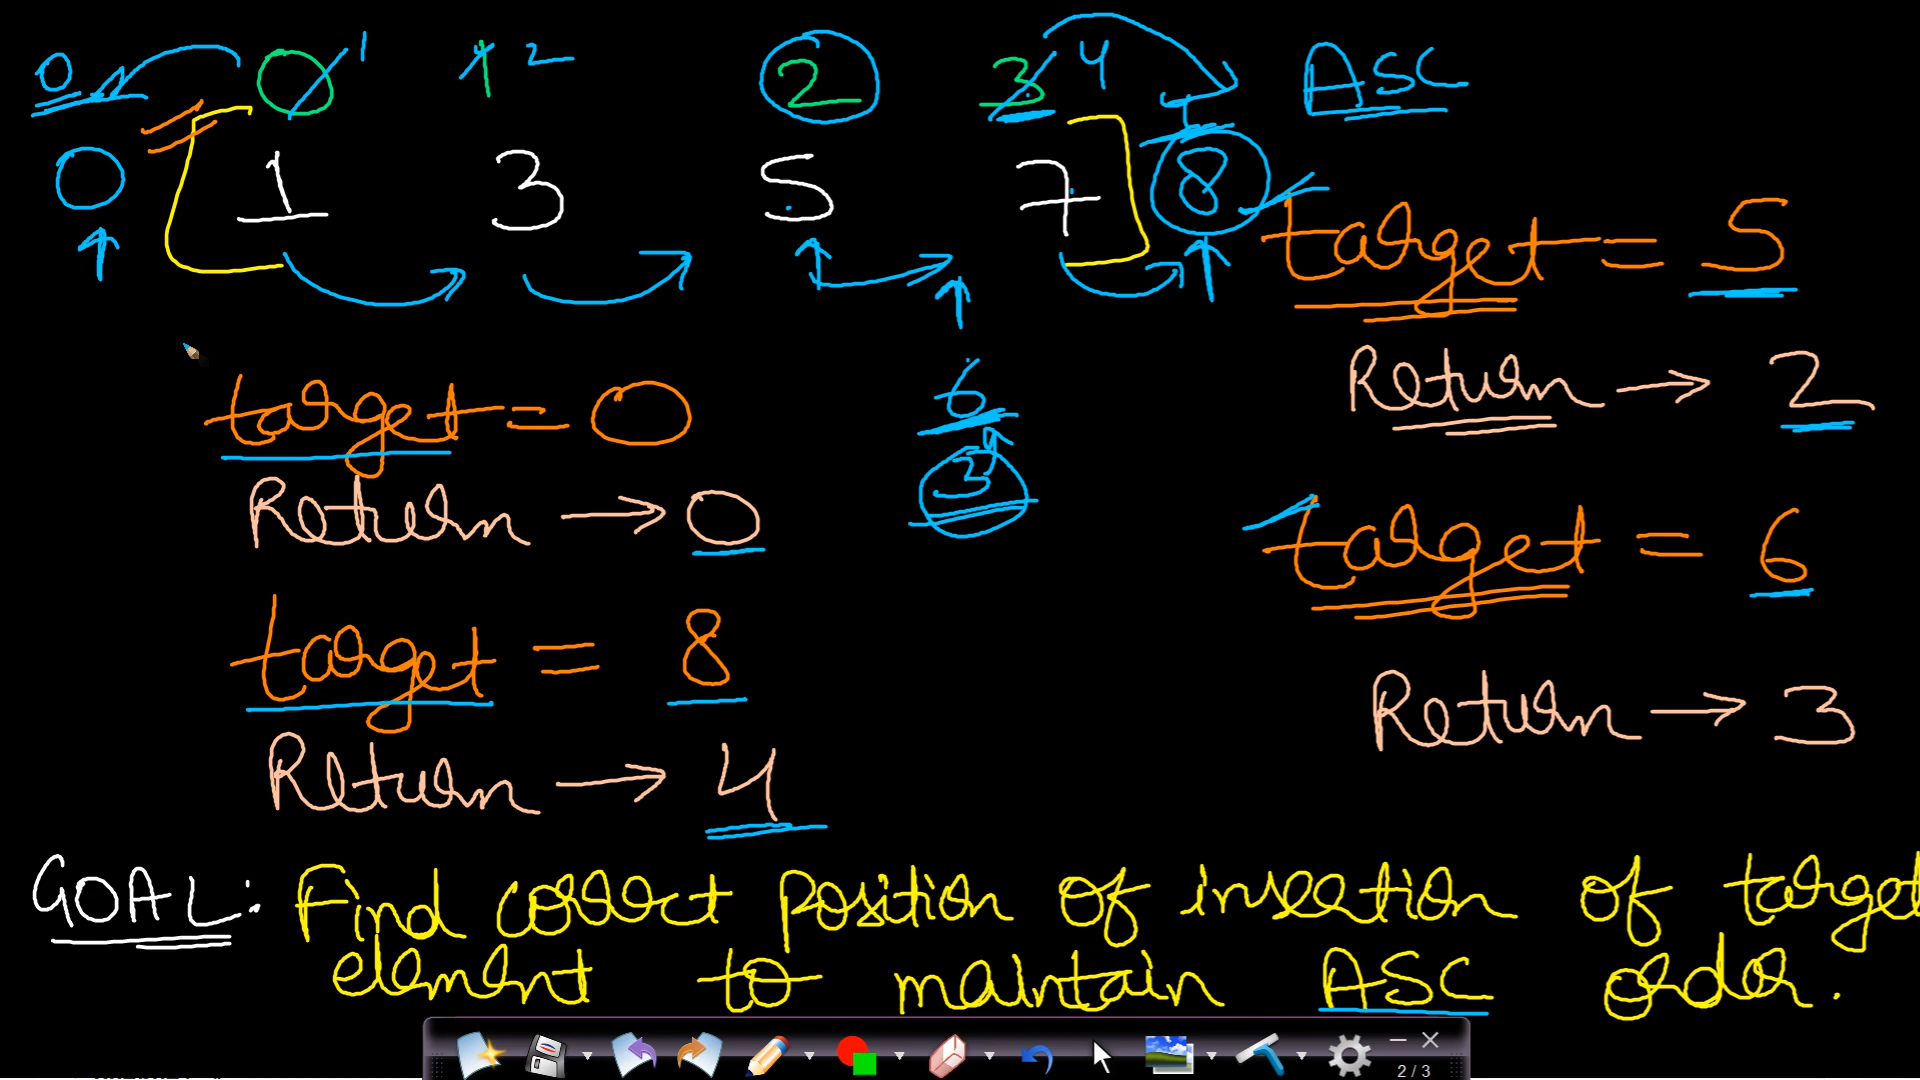 0 0 1 1 2 2 3 4 4 ASC
0 1 3 5 7 8
target = 5
Return → 2
target = 0
6
Return → 0
3
target = 6
target = 8
Return → 3
Return → 4
GOAL: Find correct position of insertion of target
element to maintain ASC order.
2 / 3